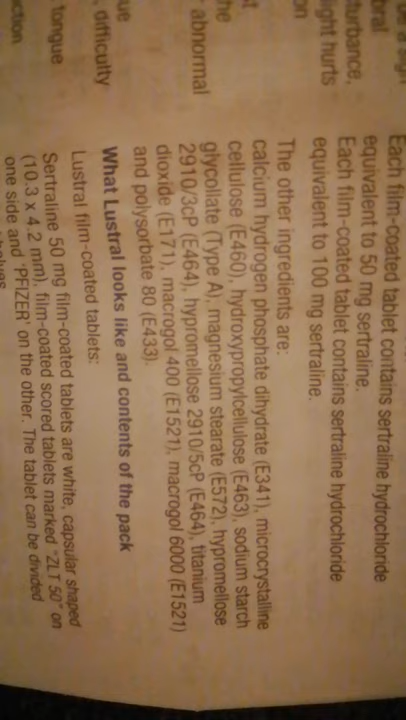 bral
turbance,
light hurts
on
the
abnormal
ue
, difficulty
tongue
ction
Each film-coated tablet contains sertraline hydrochloride
equivalent to 50 mg sertraline.
Each film-coated tablet contains sertraline hydrochloride
equivalent to 100 mg sertraline.
The other ingredients are:
calcium hydrogen phosphate dihydrate (E341), microcrystalline
cellulose (E460), hydroxypropylcellulose (E463), sodium starch
glycollate (Type A), magnesium stearate (E572), hypromellose
2910/3cP (E464), hypromellose 2910/5cP (E464), titanium
dioxide (E171), macrogol 400 (E1521), macrogol 6000 (E1521)
and polysorbate 80 (E433).
What Lustral looks like and contents of the pack
Lustral film-coated tablets:
Sertraline 50 mg film-coated tablets are white, capsular shaped
(10.3 x 4.2 mm), film-coated scored tablets marked “ZLT 50” on
one side and ‘PFIZER’ on the other. The tablet can be divided
halves